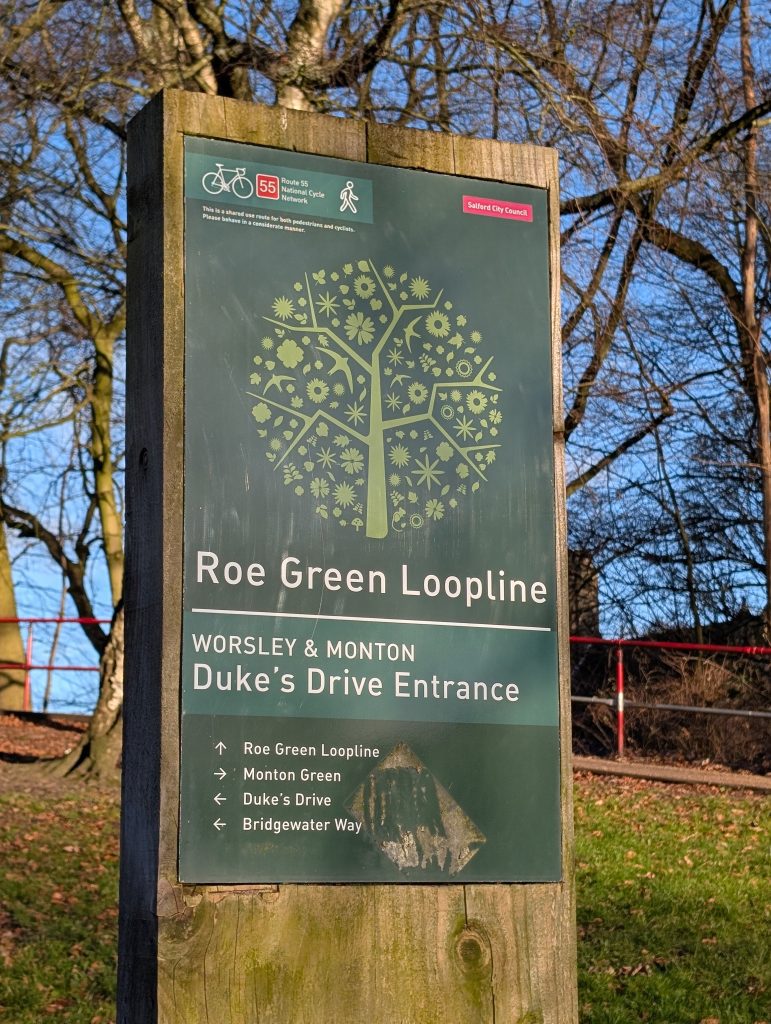 55
Route 55
National Cycle
Network
This is a shared use route for both pedestrians and cyclists.
Please behave in a considerate manner.
Salford City Council
Roe Green Loopline
WORSLEY & MONTON
Duke's Drive Entrance
↑ Roe Green Loopline
→ Monton Green
← Duke's Drive
← Bridgewater Way